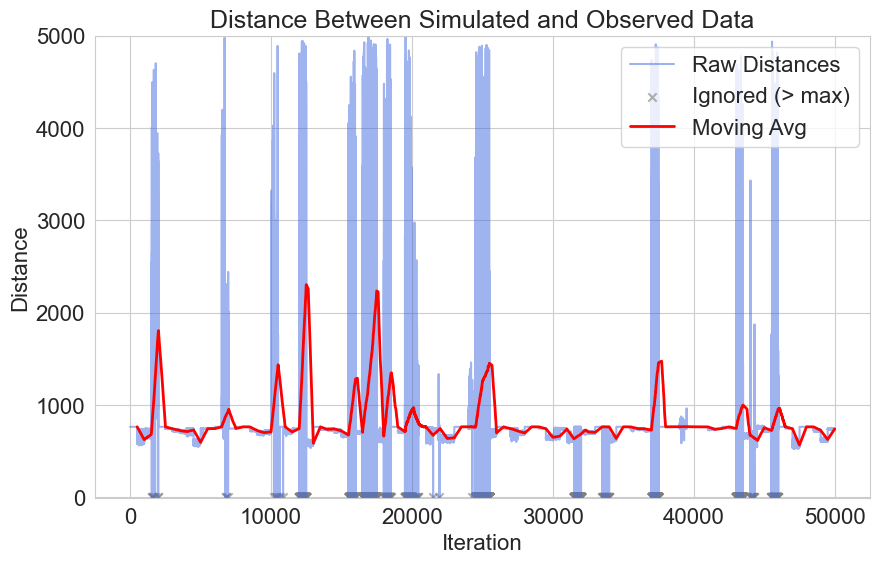 Distance Between Simulated and Observed Data
Raw Distances
Ignored (> max)
Moving Avg
Distance
5000
4000
3000
2000
1000
0
0 10000 20000 30000 40000 50000
Iteration